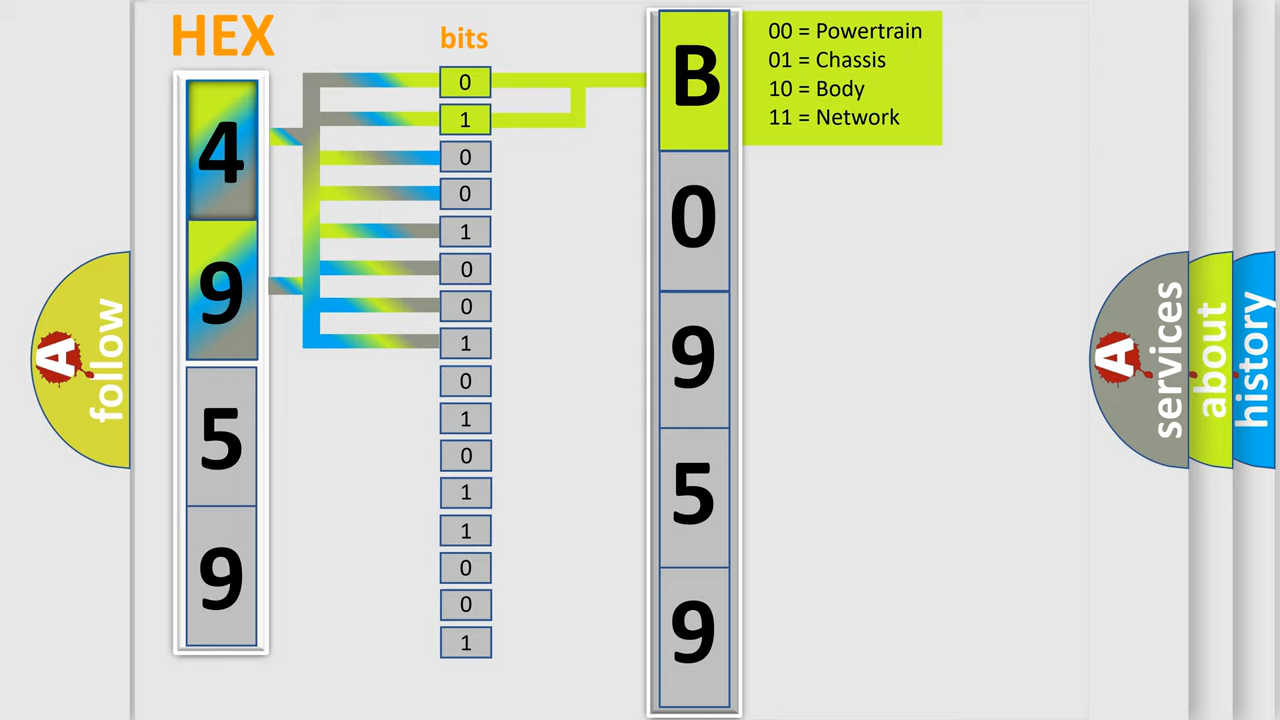 HEX
bits
4
9
5
9
0
1
0
0
1
0
0
1
0
1
0
1
1
0
0
1
B
0
9
5
9
00 = Powertrain
01 = Chassis
10 = Body
11 = Network
A
follow
A
services
about
history